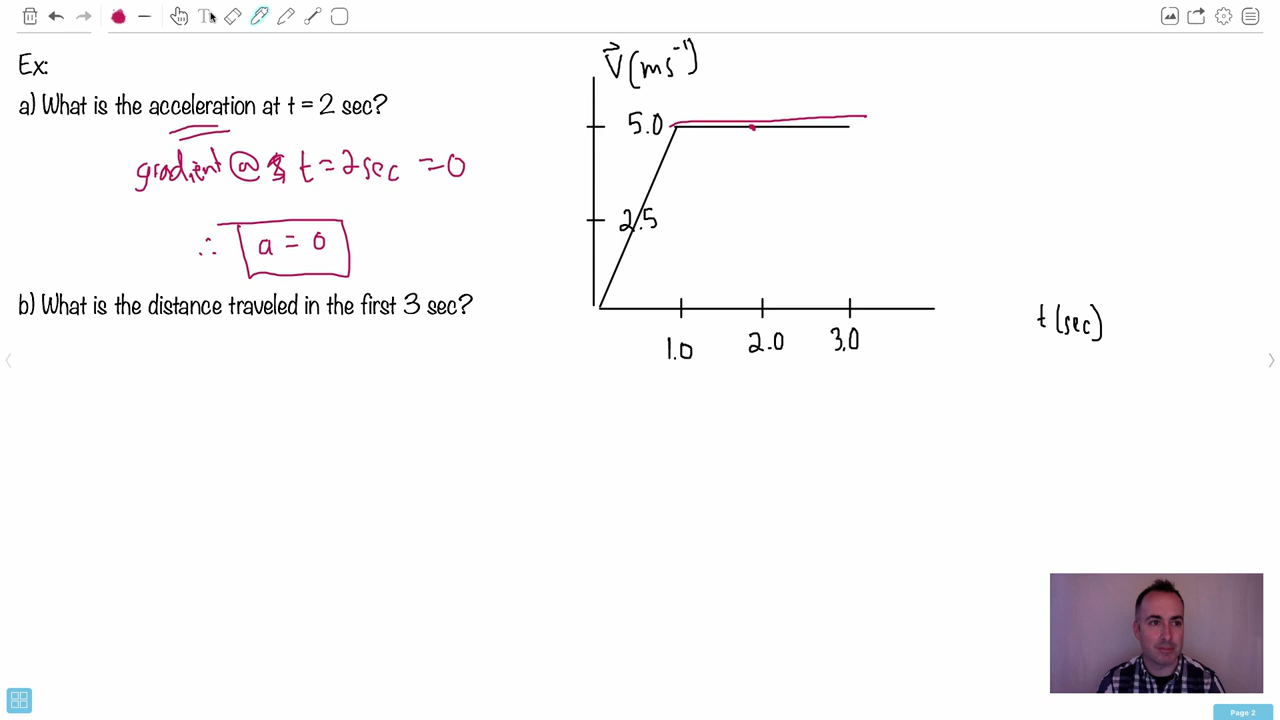 Ex:
a) What is the acceleration at t = 2 sec?
gradient @ t = 2 sec = 0
∴ a = 0
b) What is the distance traveled in the first 3 sec?
V⃗ (ms⁻¹)
5.0
2.5
1.0 2.0 3.0
t (sec)
Page 2